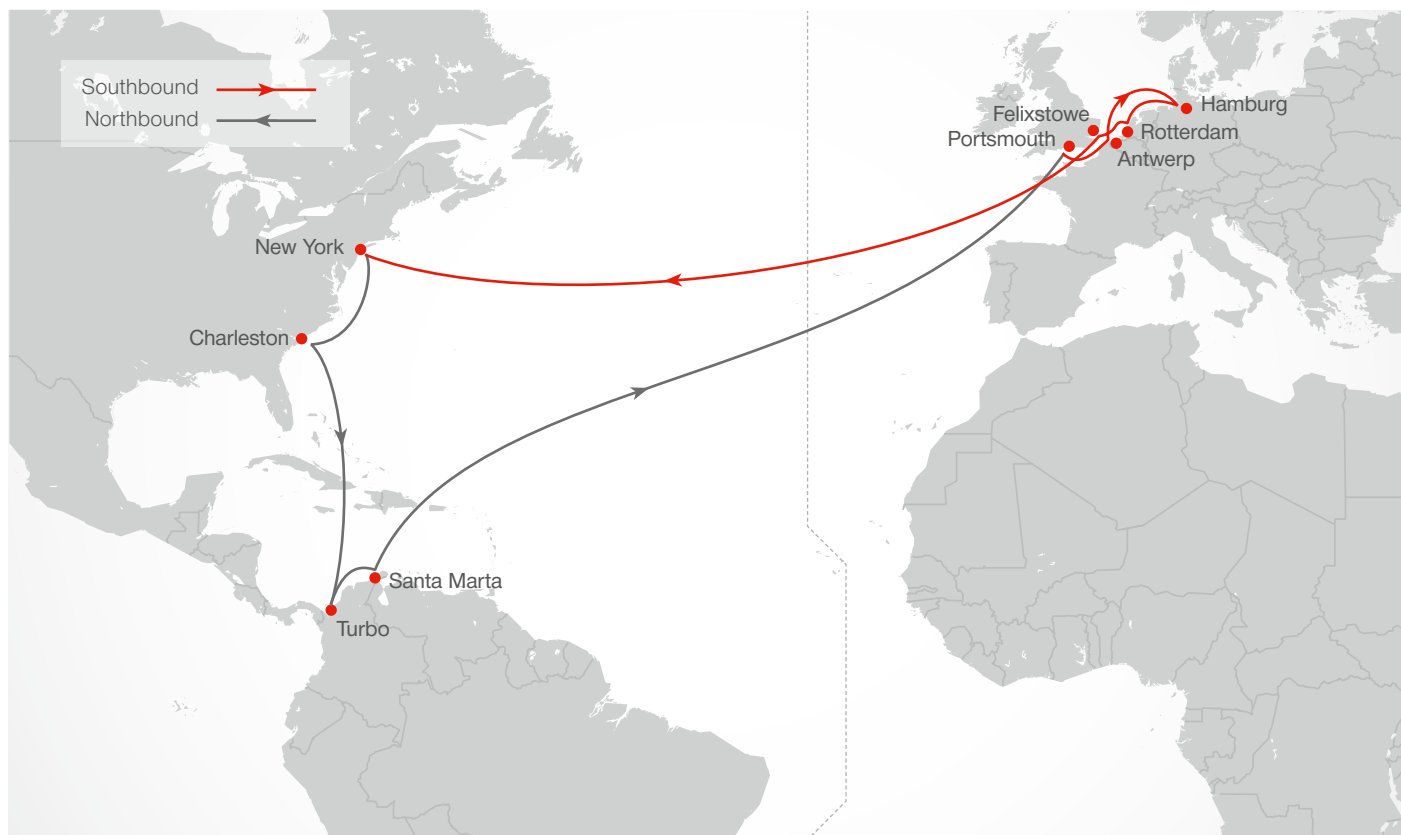 Southbound
Northbound
Hamburg
Felixstowe
Rotterdam
Portsmouth
Antwerp
New York
Charleston
Santa Marta
Turbo